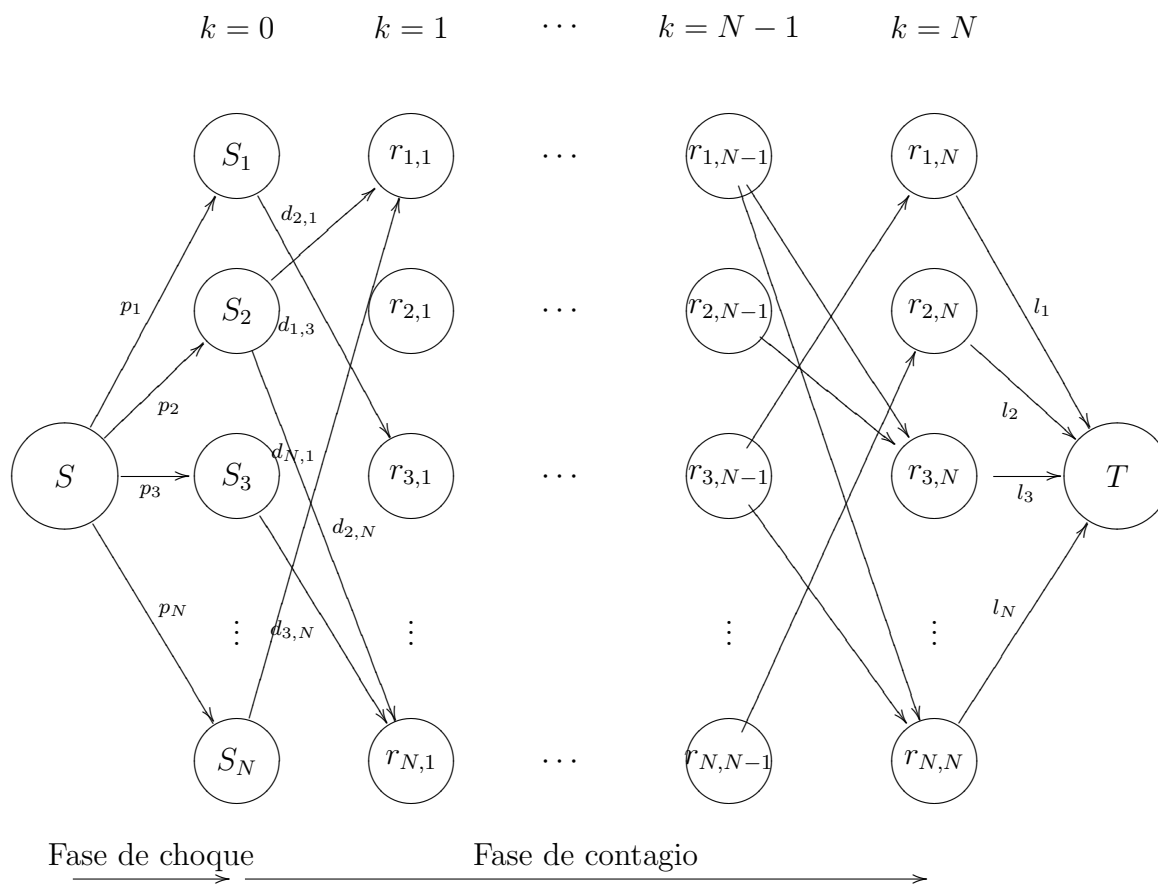 k = 0 k = 1 ⋯ k = N − 1 k = N
S_1 r_{1,1} ⋯ r_{1,N−1} r_{1,N}
d_{2,1}
p_1 S_2 r_{2,1} ⋯ r_{2,N−1} r_{2,N} l_1
d_{1,3}
p_2 l_2
d_{N,1}
S p_3 S_3 r_{3,1} ⋯ r_{3,N−1} r_{3,N} l_3 T
d_{2,N}
p_N l_N
⋮ d_{3,N} ⋮ ⋮ ⋮
S_N r_{N,1} ⋯ r_{N,N−1} r_{N,N}
Fase de choque Fase de contagio